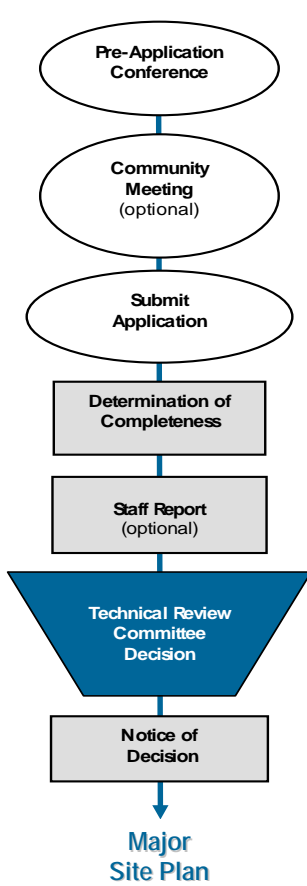 Pre-Application
Conference
Community
Meeting
(optional)
Submit
Application
Determination of
Completeness
Staff Report
(optional)
Technical Review
Committee
Decision
Notice of
Decision
Major
Site Plan